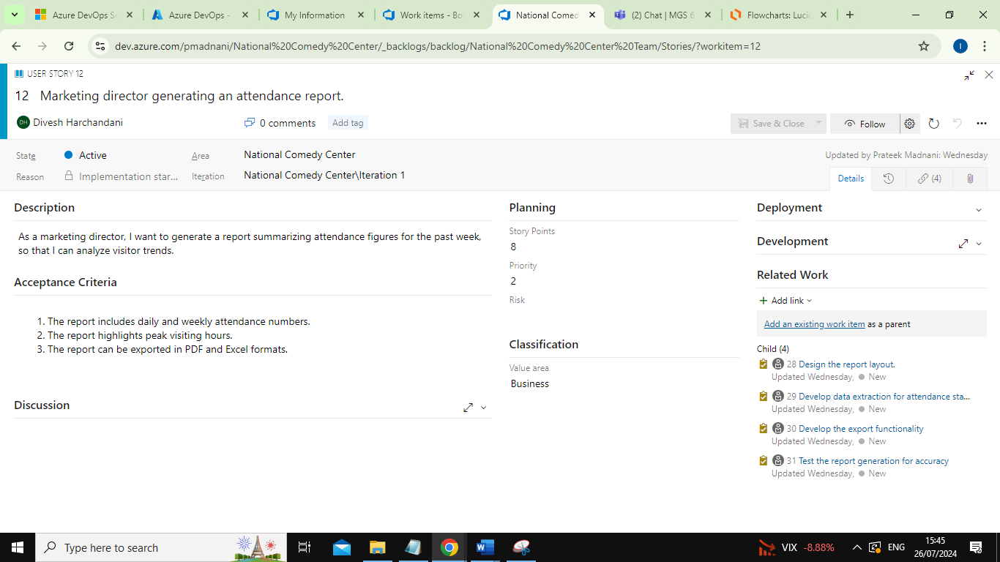 Azure DevOps Se
Azure DevOps -
My Information
Work items - Bo
National Comed
(2) Chat | MGS 6
Flowcharts: Luci
dev.azure.com/pmadnani/National%20Comedy%20Center/_backlogs/backlog/National%20Comedy%20Center%20Team/Stories/?workitem=12
I
USER STORY 12
12 Marketing director generating an attendance report.
DH Divesh Harchandani
0 comments
Add tag
Save & Close
Follow
State
Active
Area
National Comedy Center
Updated by Prateek Madnani: Wednesday
Reason
Implementation star...
Iteration
National Comedy Center\Iteration 1
Details
(4)
Description
As a marketing director, I want to generate a report summarizing attendance figures for the past week,
so that I can analyze visitor trends.
Acceptance Criteria
1. The report includes daily and weekly attendance numbers.
2. The report highlights peak visiting hours.
3. The report can be exported in PDF and Excel formats.
Discussion
Planning
Story Points
8
Priority
2
Risk
Classification
Value area
Business
Deployment
Development
Related Work
Add link
Add an existing work item as a parent
Child (4)
28 Design the report layout.
Updated Wednesday, New
29 Develop data extraction for attendance sta...
Updated Wednesday, New
30 Develop the export functionality
Updated Wednesday, New
31 Test the report generation for accuracy
Updated Wednesday, New
Type here to search
VIX -8.88%
ENG
15:45
26/07/2024